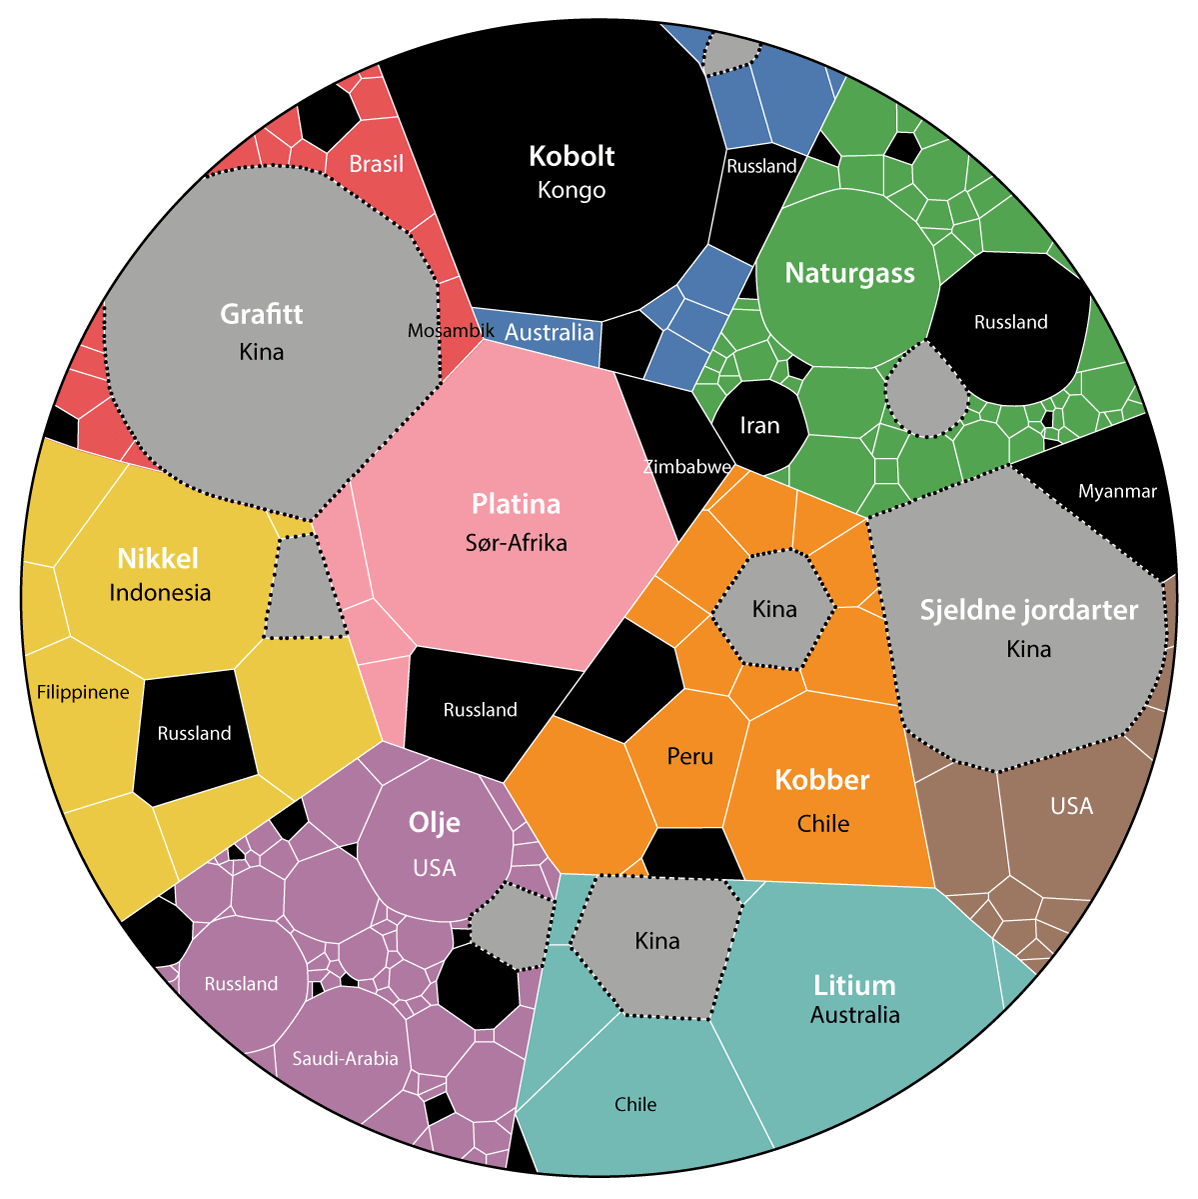 Kobolt
Kongo
Russland
Brasil
Grafitt
Kina
Mosambik
Australia
Naturgass
Russland
Iran
Zimbabwe
Myanmar
Platina
Sør-Afrika
Russland
Nikkel
Indonesia
Filippinene
Russland
Kina
Sjeldne jordarter
Kina
USA
Peru
Kobber
Chile
Olje
USA
Russland
Saudi-Arabia
Kina
Litium
Australia
Chile